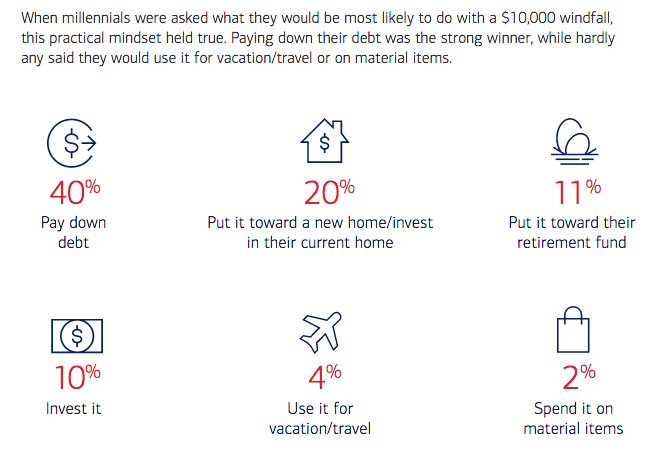 When millennials were asked what they would be most likely to do with a $10,000 windfall,
this practical mindset held true. Paying down their debt was the strong winner, while hardly
any said they would use it for vacation/travel or on material items.
$
$
40%
20%
11%
Pay down
debt
Put it toward a new home/invest
in their current home
Put it toward their
retirement fund
$
10%
4%
2%
Invest it
Use it for
vacation/travel
Spend it on
material items